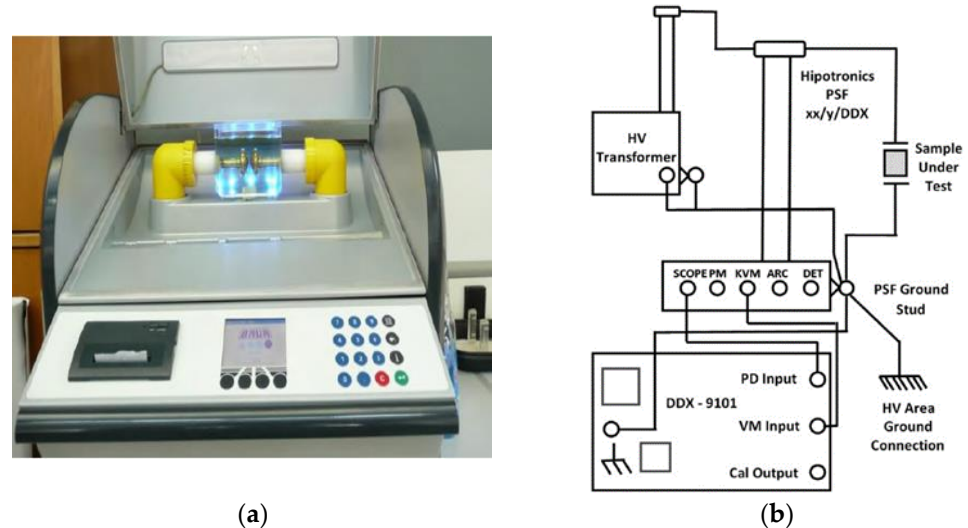 Hipotronics
PSF
xx/y/DDX
HV
Transformer
Sample
Under
Test
SCOPE PM KVM ARC DET
PSF Ground
Stud
PD Input
DDX - 9101
VM Input
Cal Output
HV Area
Ground
Connection
(a)
(b)